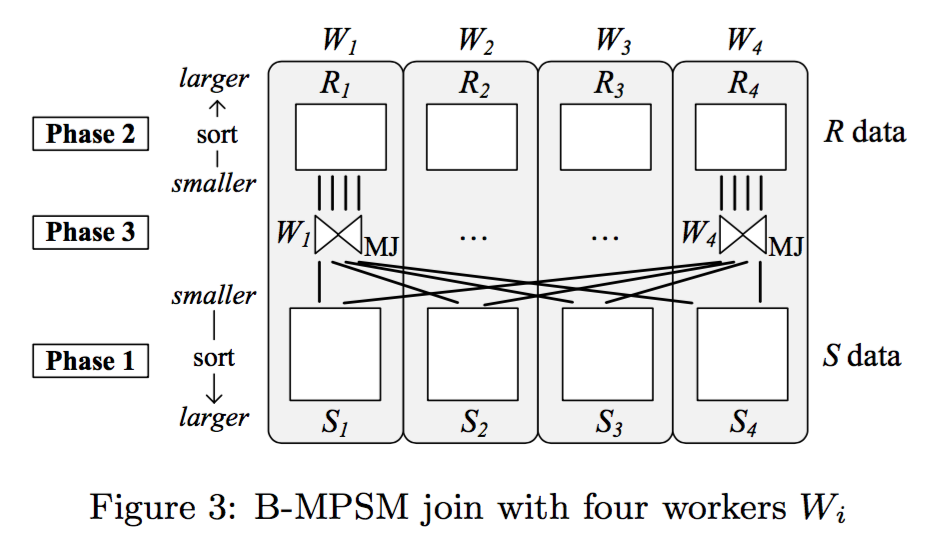 W1 W2 W3 W4
larger R1 R2 R3 R4
Phase 2 sort R data
smaller
Phase 3 W1 MJ ... ... W4 MJ
smaller
Phase 1 sort S data
larger S1 S2 S3 S4
Figure 3: B-MPSM join with four workers Wi